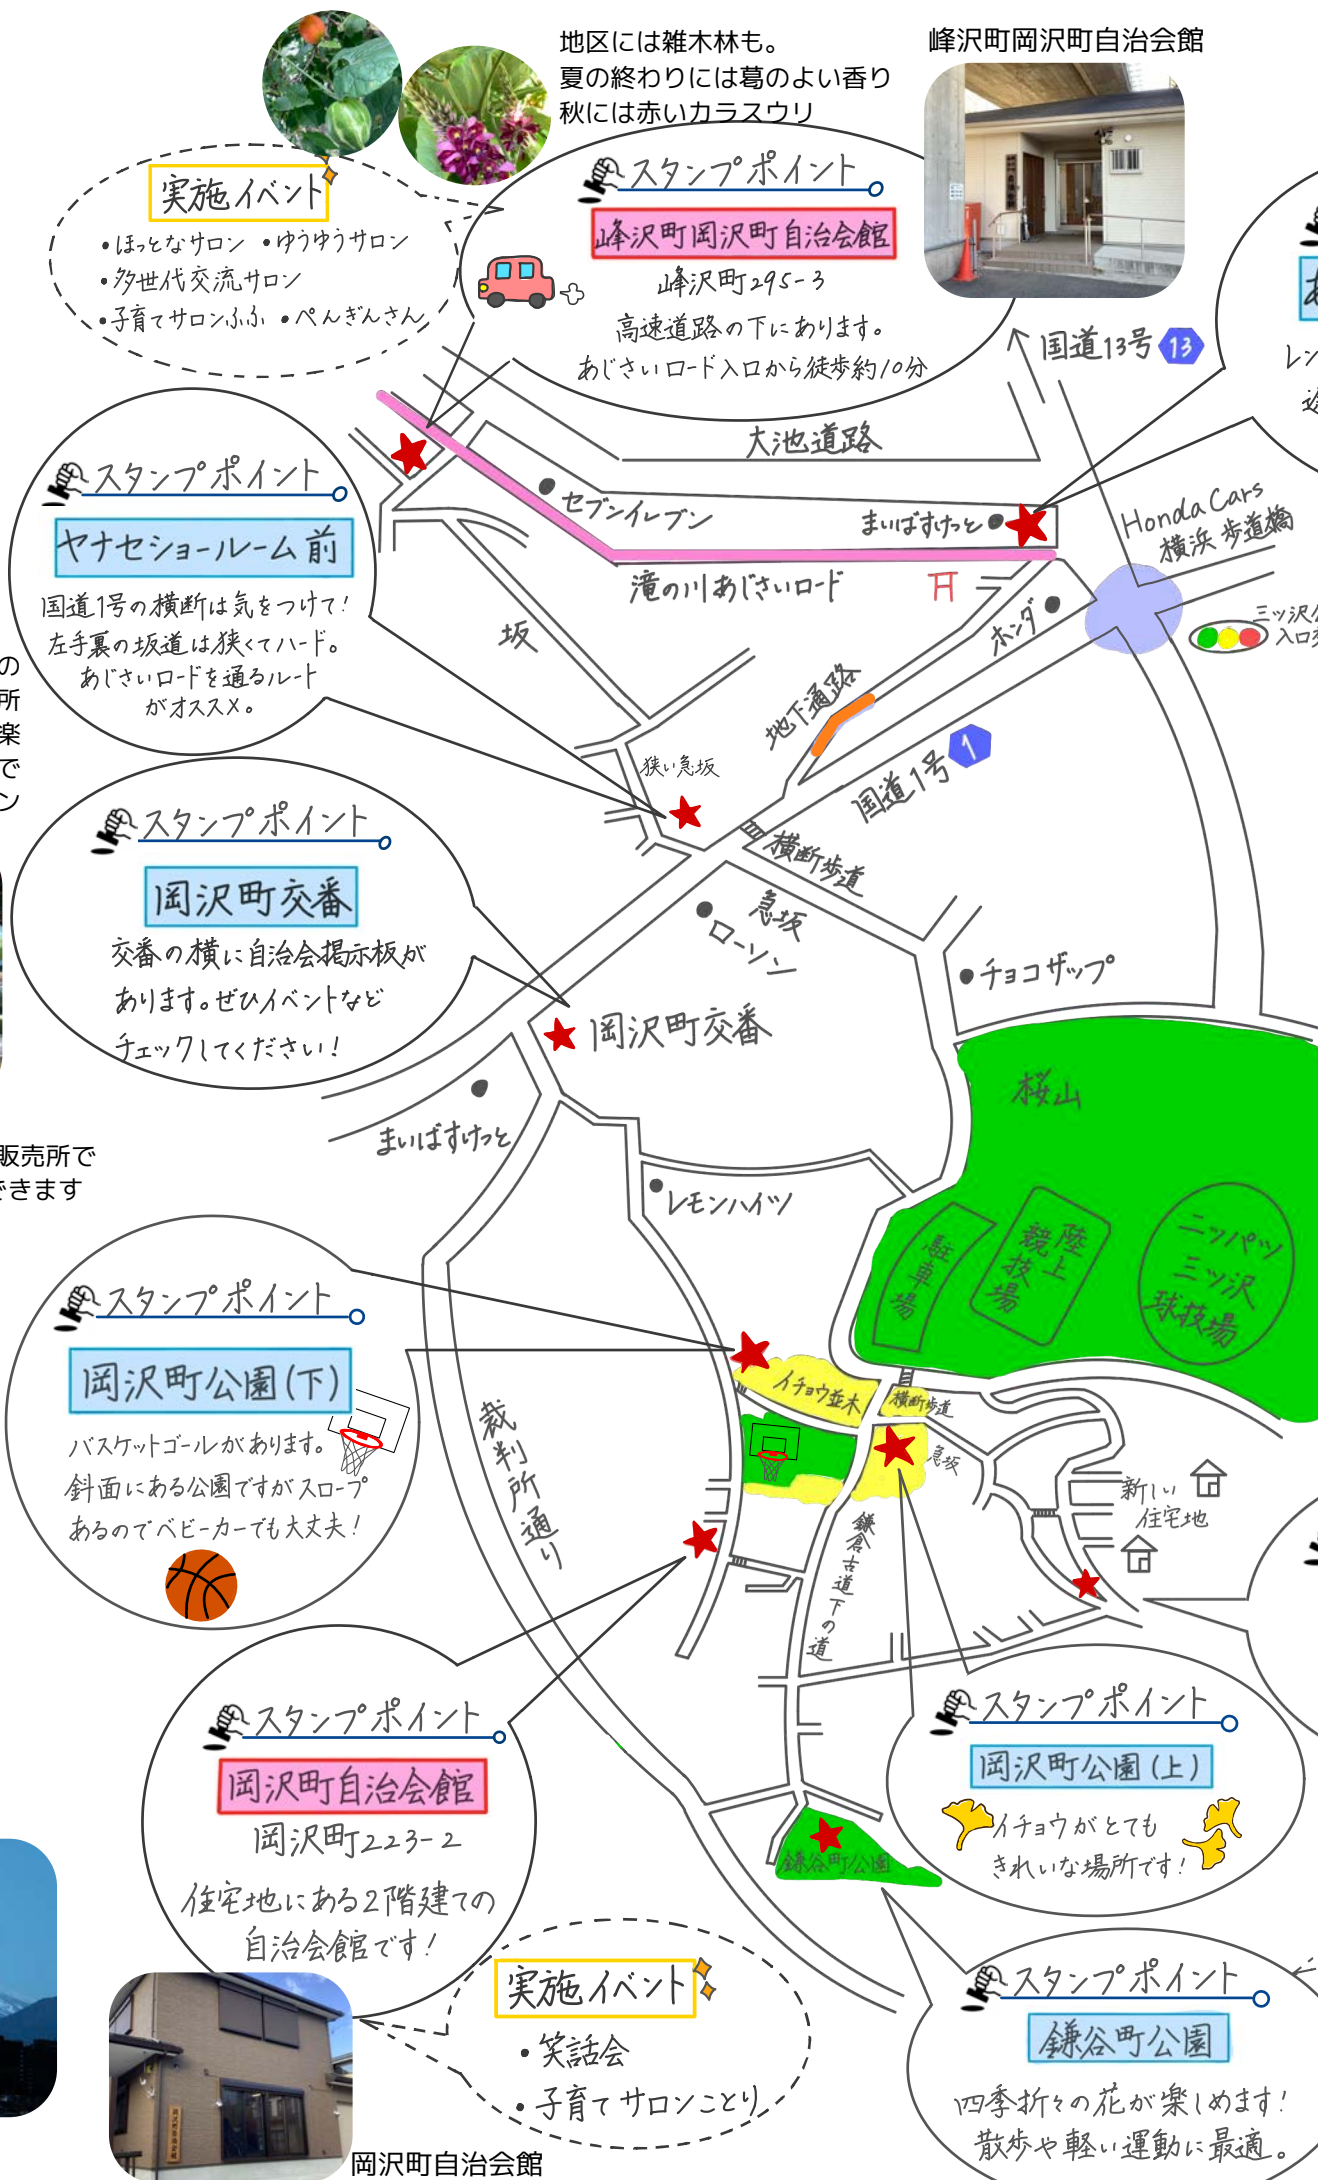 地区には雑木林も。
夏の終わりには葛のよい香り
秋には赤いカラスウリ
峰沢町岡沢町自治会館
実施イベント
・ほっとなサロン ・ゆうゆうサロン
・多世代交流サロン
・子育てサロンふふ ・ぺんぎんさん
スタンプポイント
峰沢町岡沢町自治会館
峰沢町295-3
高速道路の下にあります。
あじさいロード入口から徒歩約10分
国道13号 13
大池道路
セブンイレブン
まいばすけっと
滝の川あじさいロード
Honda Cars
横浜 歩道橋
三ッ沢公
入口交
ホンダ
坂
地下通路
国道1号 1
狭い急坂
横断歩道
スタンプポイント
ヤナセショールーム前
国道1号の横断は気をつけて！
左手裏の坂道は狭くてハード。
あじさいロードを通るルート
がオススメ。
の
所
楽
で
ン
スタンプポイント
岡沢町交番
交番の横に自治会掲示板が
あります。ぜひイベントなど
チェックしてください！
急坂
ローソン
チョコザップ
岡沢町交番
まいばすけっと
桜山
販売所で
できます
レモンハイツ
駐車場
陸上
競技場
ニッパツ
三ッ沢
球技場
スタンプポイント
岡沢町公園(下)
バスケットゴールがあります。
斜面にある公園ですがスロープ
あるのでベビーカーでも大丈夫！
イチョウ並木
横断歩道
急坂
裁判所通り
鎌倉古道下の道
新しい
住宅地
スタンプポイント
岡沢町自治会館
岡沢町223-2
住宅地にある2階建ての
自治会館です！
スタンプポイント
岡沢町公園(上)
イチョウがとても
きれいな場所です！
鎌谷町公園
実施イベント
・笑話会
・子育てサロンことり
岡沢町自治会館
スタンプポイント
鎌谷町公園
四季折々の花が楽しめます！
散歩や軽い運動に最適。